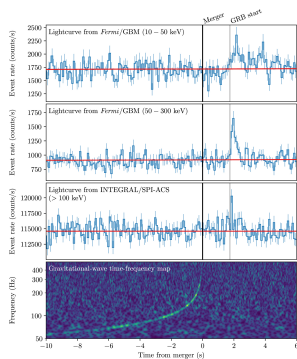 Merger
GRB start
Lightcurve from Fermi/GBM (10 − 50 keV)
Event rate (counts/s)
2500
2250
2000
1750
1500
1250
Lightcurve from Fermi/GBM (50 − 300 keV)
Event rate (counts/s)
1750
1500
1250
1000
750
Lightcurve from INTEGRAL/SPI-ACS
(> 100 keV)
Event rate (counts/s)
120000
117500
115000
112500
Gravitational-wave time-frequency map
Frequency (Hz)
400
300
200
100
50
−10 −8 −6 −4 −2 0 2 4 6
Time from merger (s)